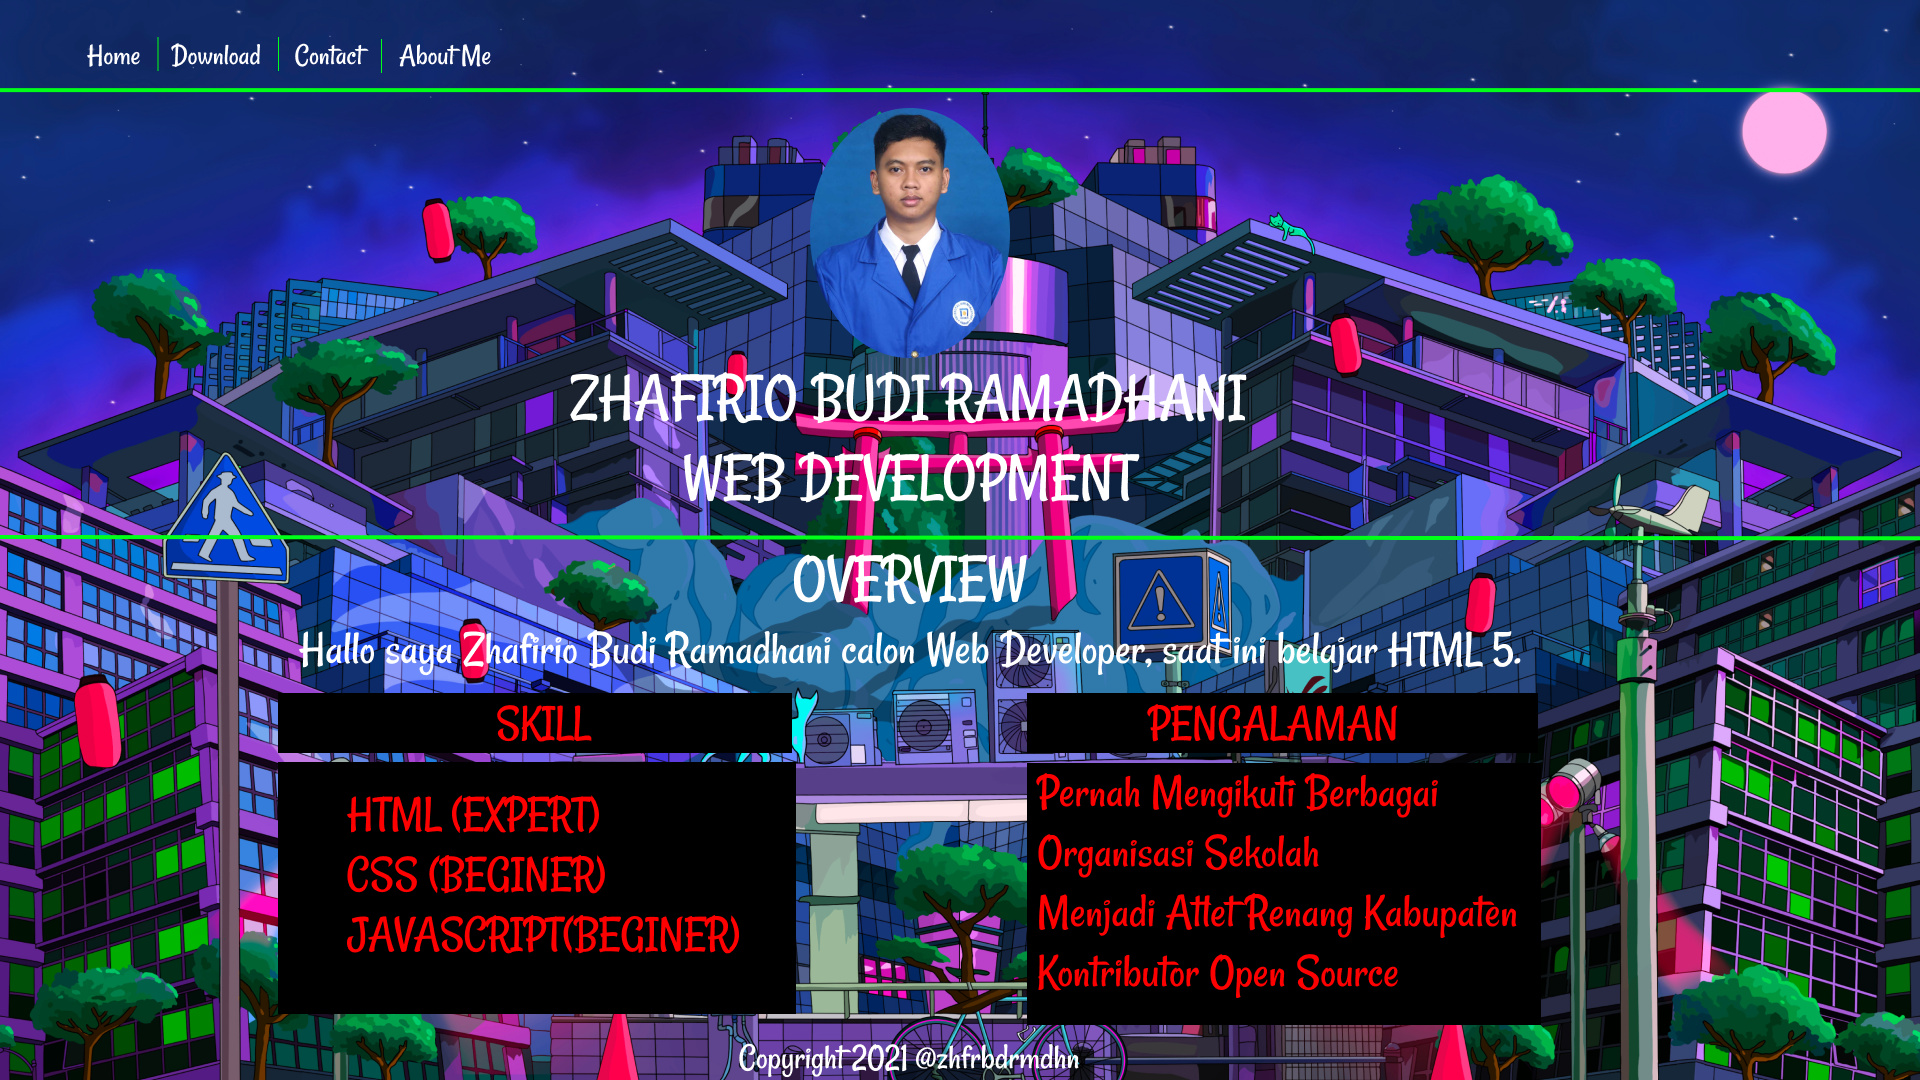 Home
Download
Contact
About Me
ZHAFIRIO BUDI RAMADHANI
WEB DEVELOPMENT
OVERVIEW
Hallo saya Zhafirio Budi Ramadhani calon Web Developer, saat ini belajar HTML 5.
SKILL
HTML (EXPERT)
CSS (BEGINER)
JAVASCRIPT(BEGINER)
PENGALAMAN
Pernah Mengikuti Berbagai
Organisasi Sekolah
Menjadi Attet Renang Kabupaten
Kontributor Open Source
Copyright 2021 @zhfrbdrmdhn